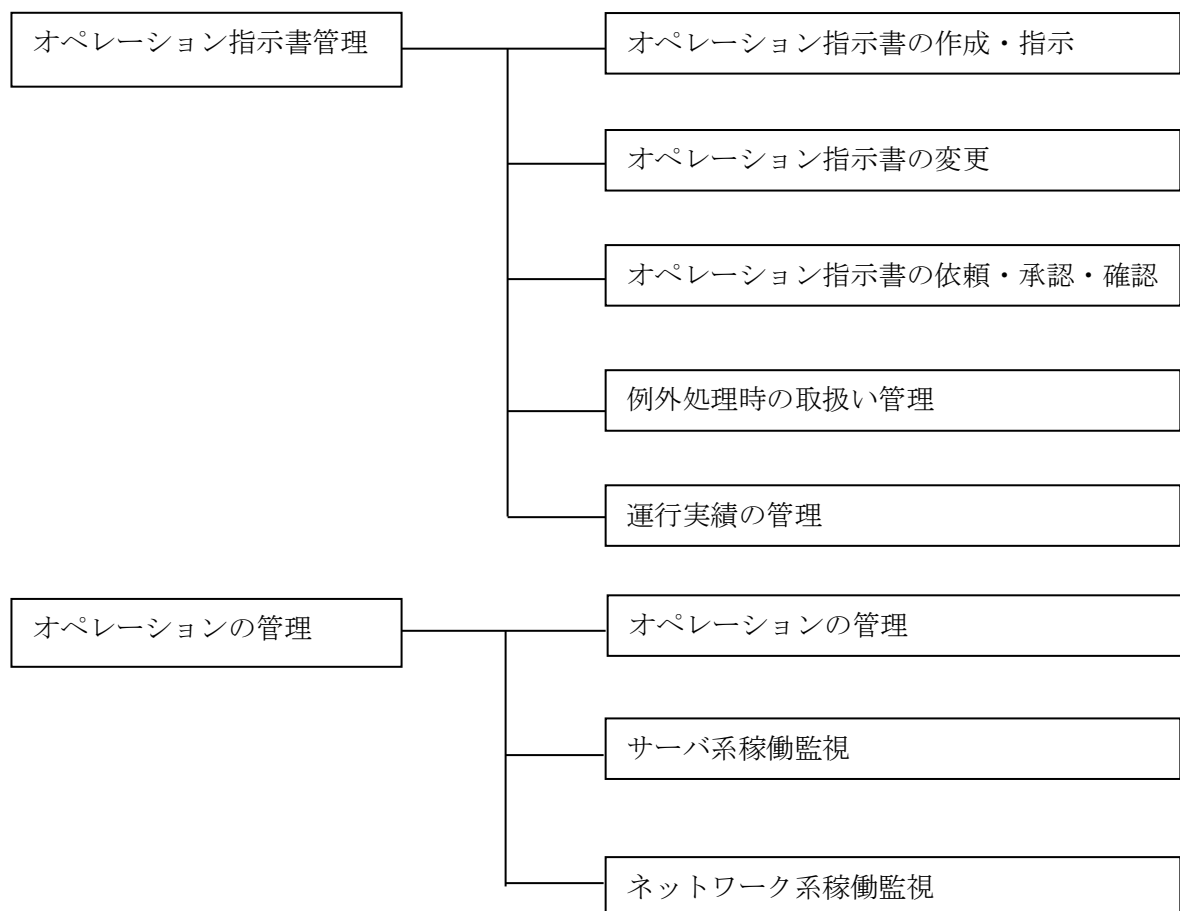 オペレーション指示書管理
オペレーション指示書の作成・指示
オペレーション指示書の変更
オペレーション指示書の依頼・承認・確認
例外処理時の取扱い管理
運行実績の管理
オペレーションの管理
オペレーションの管理
サーバ系稼働監視
ネットワーク系稼働監視